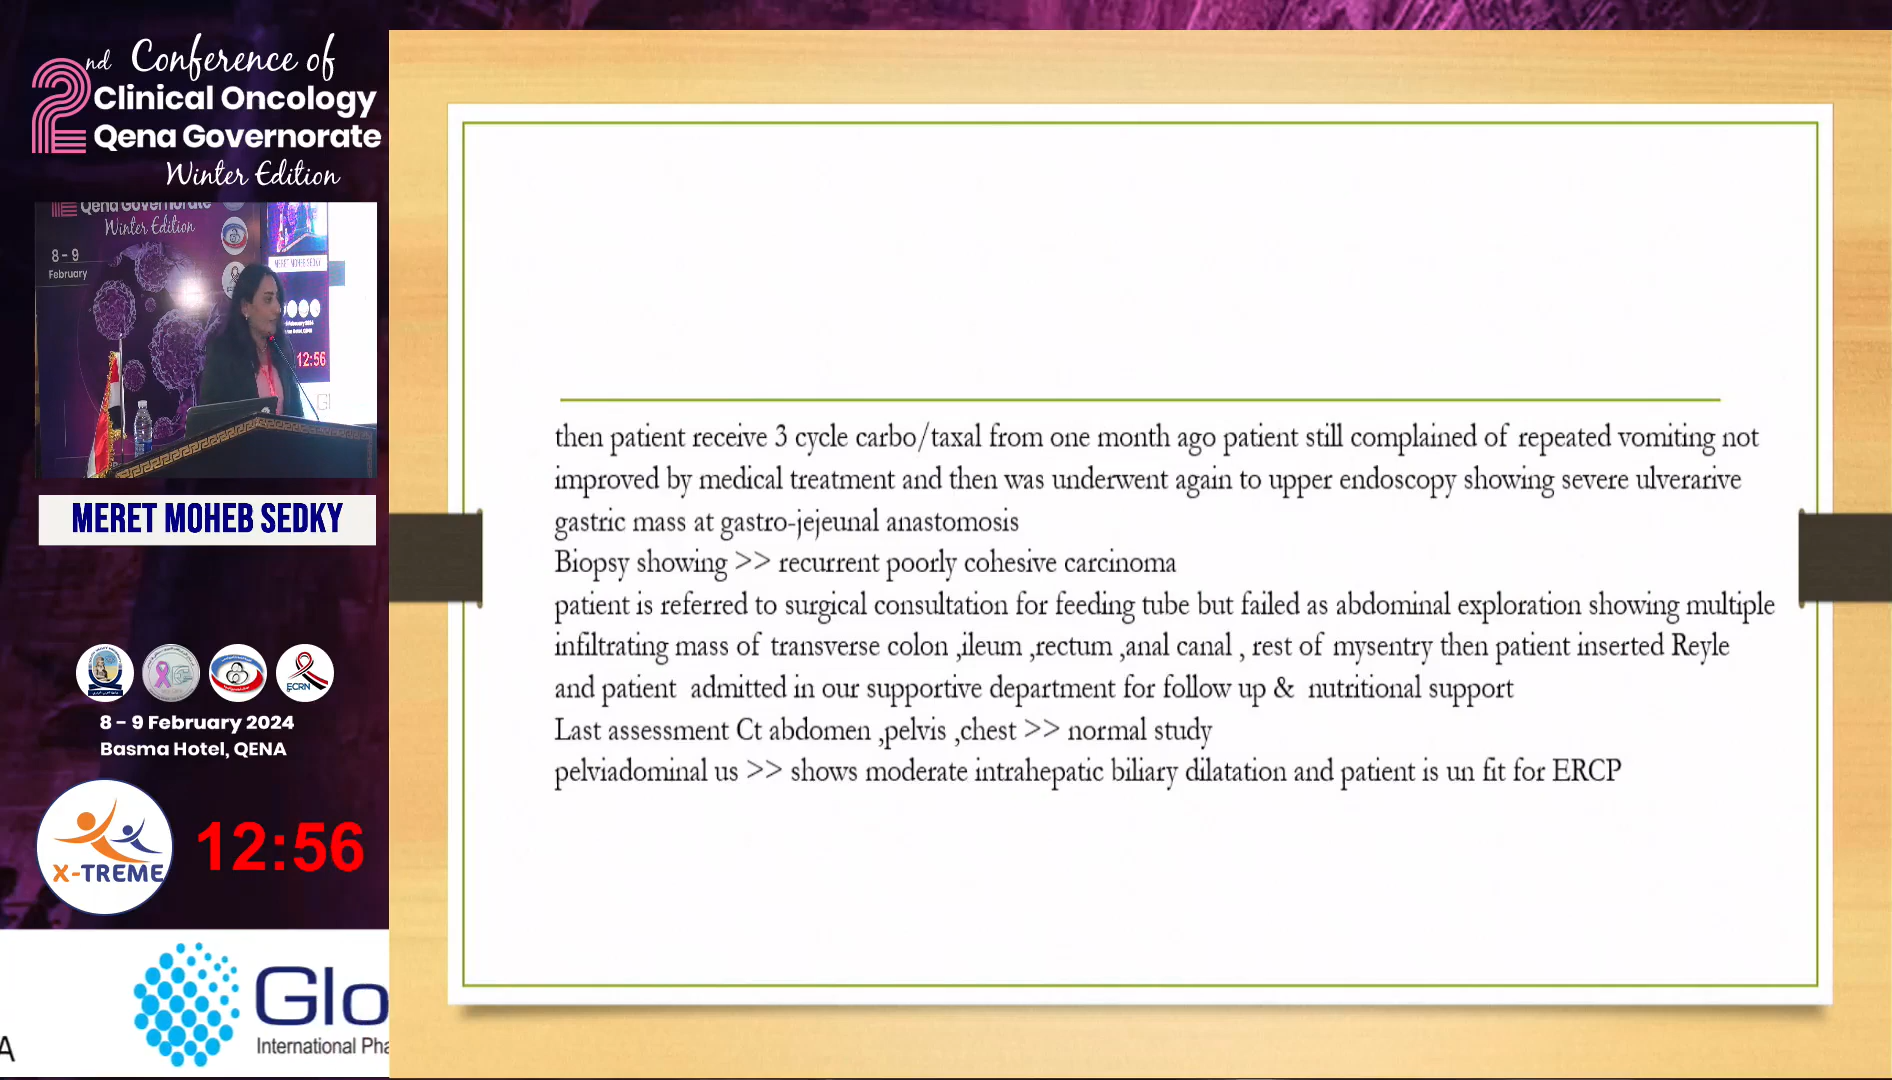 2nd Conference of
Clinical Oncology
Qena Governorate
Winter Edition
Qena Governorate
Winter Edition
8 - 9
February
MERET MOHEB SEDKY
12:56
MERET MOHEB SEDKY
ECRN
8 - 9 February 2024
Basma Hotel, QENA
X-TREME
12:56
Glo
International Pha
A
then patient receive 3 cycle carbo/taxal from one month ago patient still complained of repeated vomiting not
improved by medical treatment and then was underwent again to upper endoscopy showing severe ulverarive
gastric mass at gastro-jejeunal anastomosis
Biopsy showing >> recurrent poorly cohesive carcinoma
patient is referred to surgical consultation for feeding tube but failed as abdominal exploration showing multiple
infiltrating mass of transverse colon ,ileum ,rectum ,anal canal , rest of mysentry then patient inserted Reyle
and patient admitted in our supportive department for follow up & nutritional support
Last assessment Ct abdomen ,pelvis ,chest >> normal study
pelviadominal us >> shows moderate intrahepatic biliary dilatation and patient is un fit for ERCP